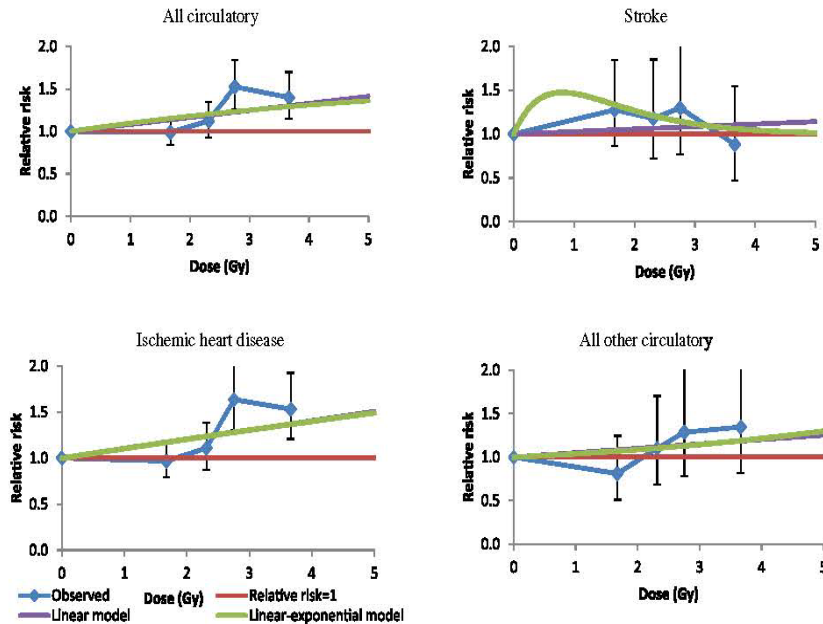 All circulatory
2.0
1.5
1.0
0.5
0.0
Relative risk
0 1 2 3 4 5
Dose (Gy)
Stroke
2.0
1.5
1.0
0.5
0.0
Relative risk
0 1 2 3 4 5
Dose (Gy)
Ischemic heart disease
2.0
1.5
1.0
0.5
0.0
Relative risk
0 1 2 3 4 5
Dose (Gy)
All other circulatory
2.0
1.5
1.0
0.5
0.0
Relative risk
0 1 2 3 4 5
Dose (Gy)
Observed Relative risk=1
Linear model Linear-exponential model